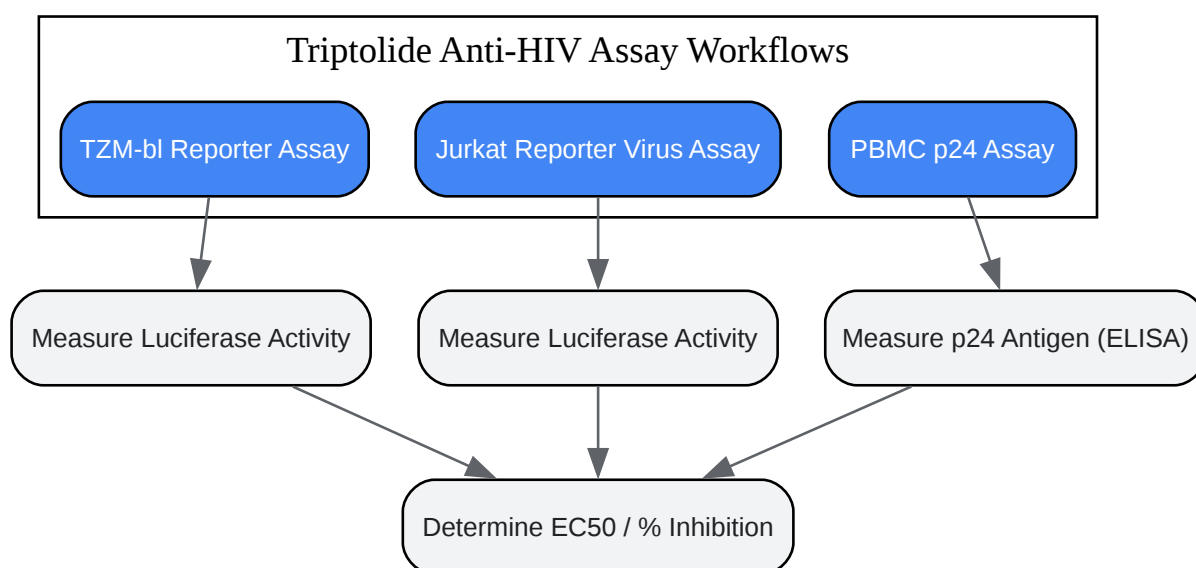 Triptolide Anti-HIV Assay Workflows
TZM-bl Reporter Assay
Jurkat Reporter Virus Assay
PBMC p24 Assay
Measure Luciferase Activity
Measure Luciferase Activity
Measure p24 Antigen (ELISA)
Determine EC50 / % Inhibition